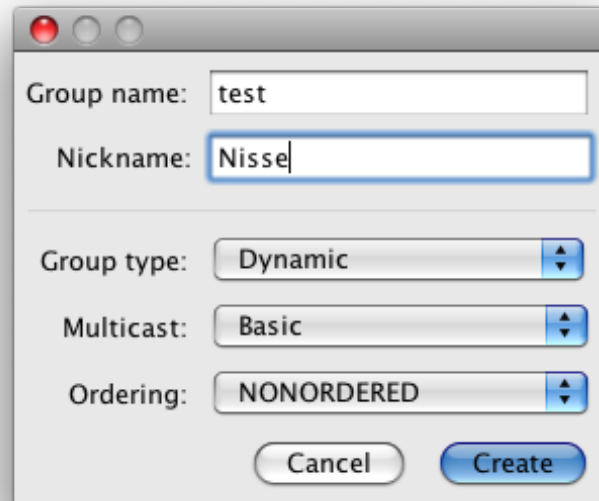 Group name: test
Nickname: Nisse
Group type: Dynamic
Multicast: Basic
Ordering: NONORDERED
Cancel Create